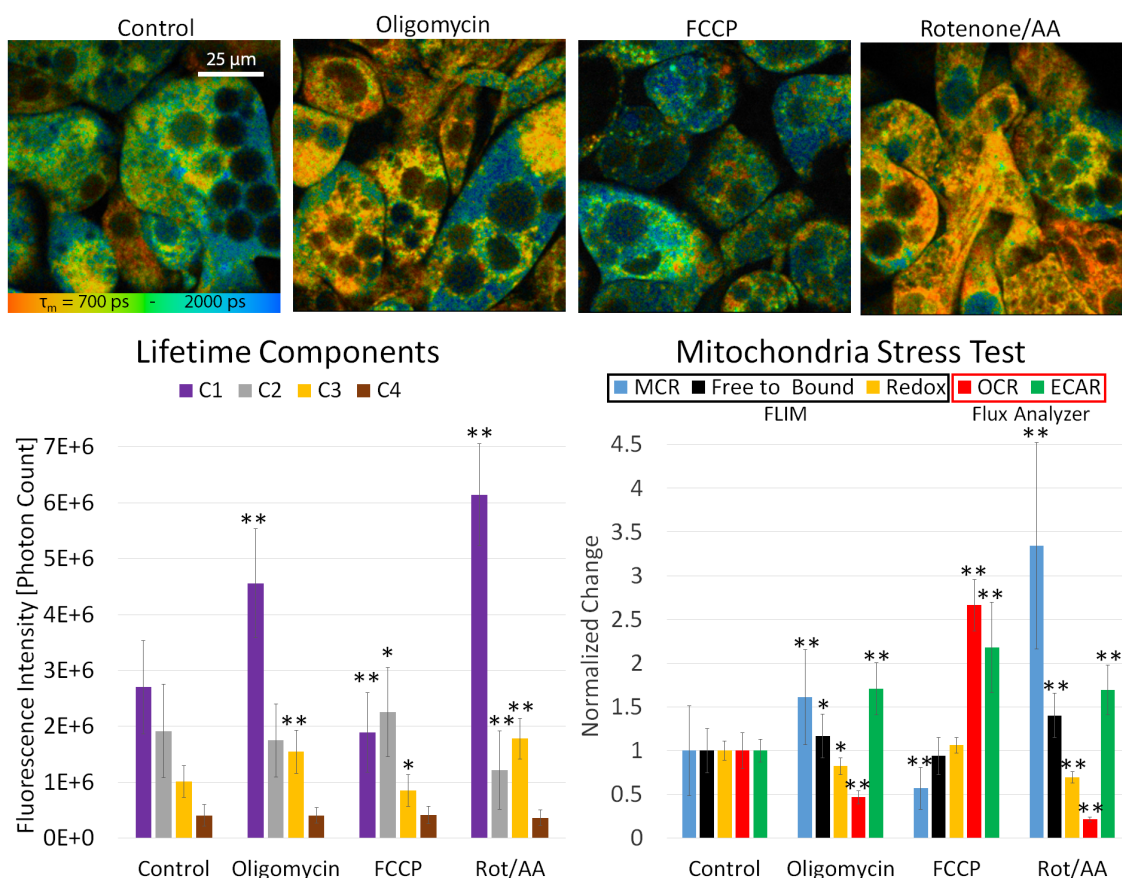 Control Oligomycin FCCP Rotenone/AA
25 µm
τm = 700 ps - 2000 ps
Lifetime Components
C1 C2 C3 C4
Fluorescence Intensity [Photon Count]
7E+6
6E+6
5E+6
4E+6
3E+6
2E+6
1E+6
0E+0
**
**
**
**
*
*
**
**
**
Control Oligomycin FCCP Rot/AA
Mitochondria Stress Test
MCR Free to Bound Redox OCR ECAR
FLIM Flux Analyzer
Normalized Change
4.5
4
3.5
3
2.5
2
1.5
1
0.5
0
**
*
*
**
**
**
**
**
**
**
**
**
**
Control Oligomycin FCCP Rot/AA